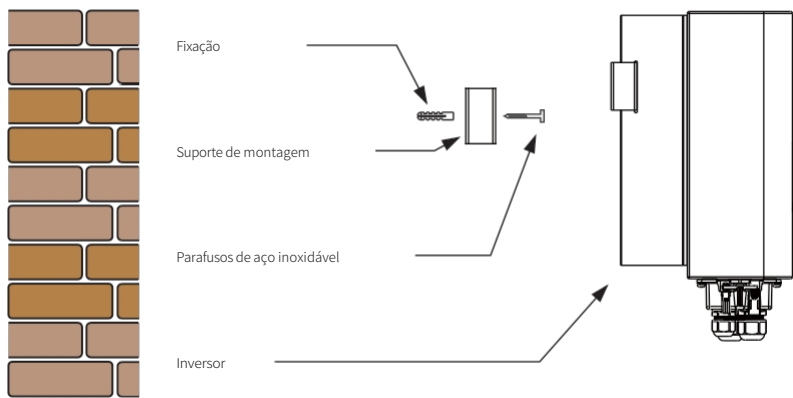 Fixação
Suporte de montagem
Parafusos de aço inoxidável
Inversor